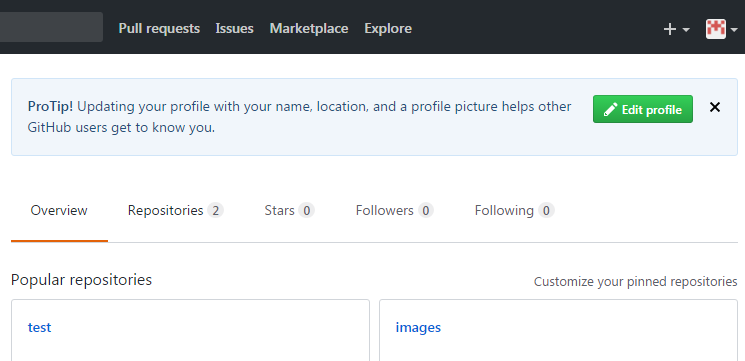 Pull requests Issues Marketplace Explore
ProTip! Updating your profile with your name, location, and a profile picture helps other
GitHub users get to know you.
Edit profile
Overview Repositories 2 Stars 0 Followers 0 Following 0
Popular repositories
Customize your pinned repositories
test
images